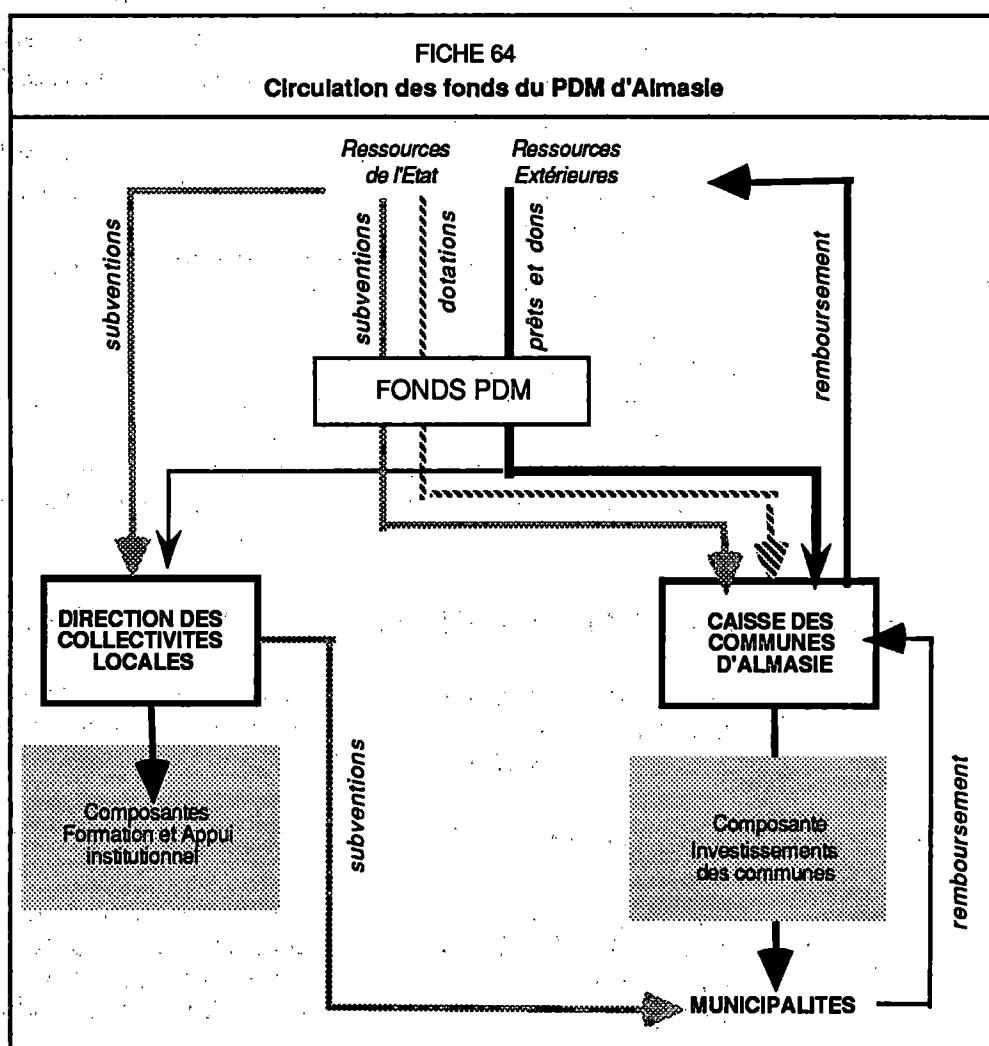 FICHE 64
Circulation des fonds du PDM d'Almasie
Ressources
de l'Etat
Ressources
Extérieures
subventions
subventions
dotations
prêts et dons
remboursement
FONDS PDM
DIRECTION DES
COLLECTIVITES
LOCALES
CAISSE DES
COMMUNES
D'ALMASIE
Composantes
Formation et Appui
institutionnel
subventions
Composante
Investissements
des communes
remboursement
MUNICIPALITES